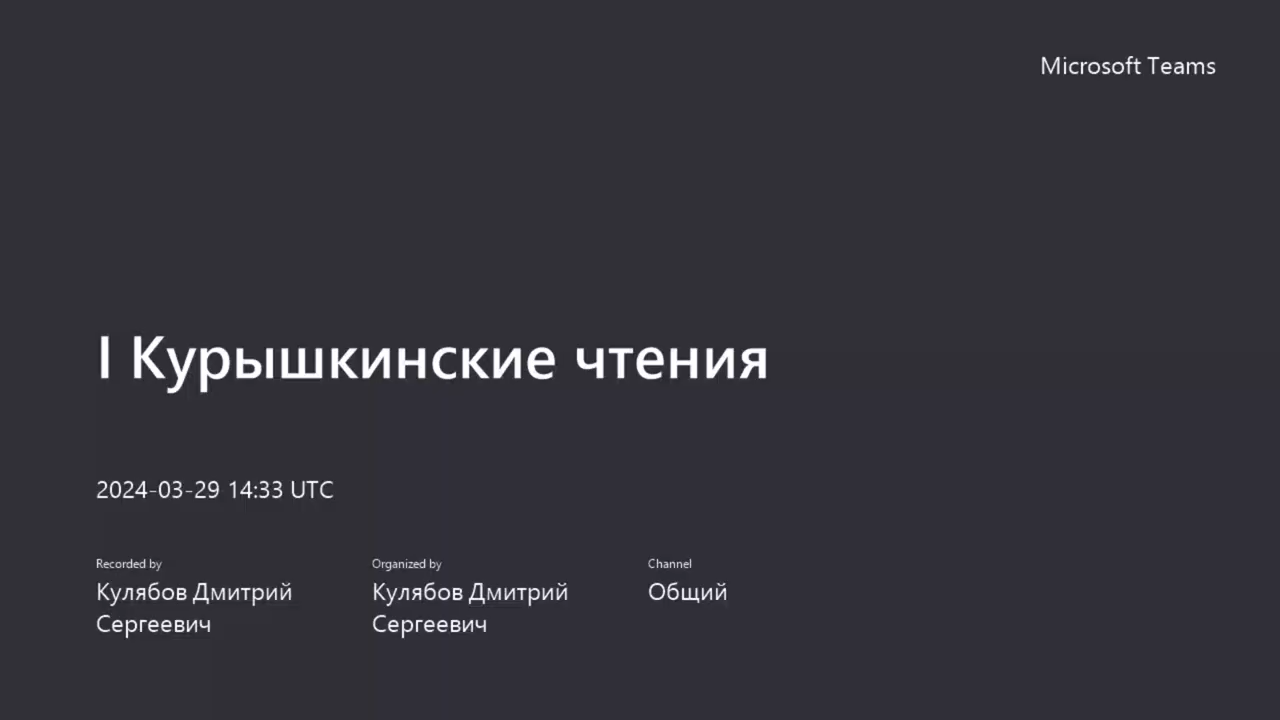 Microsoft Teams
I Курышкинские чтения
2024-03-29 14:33 UTC
Recorded by
Кулябов Дмитрий
Сергеевич
Organized by
Кулябов Дмитрий
Сергеевич
Channel
Общий